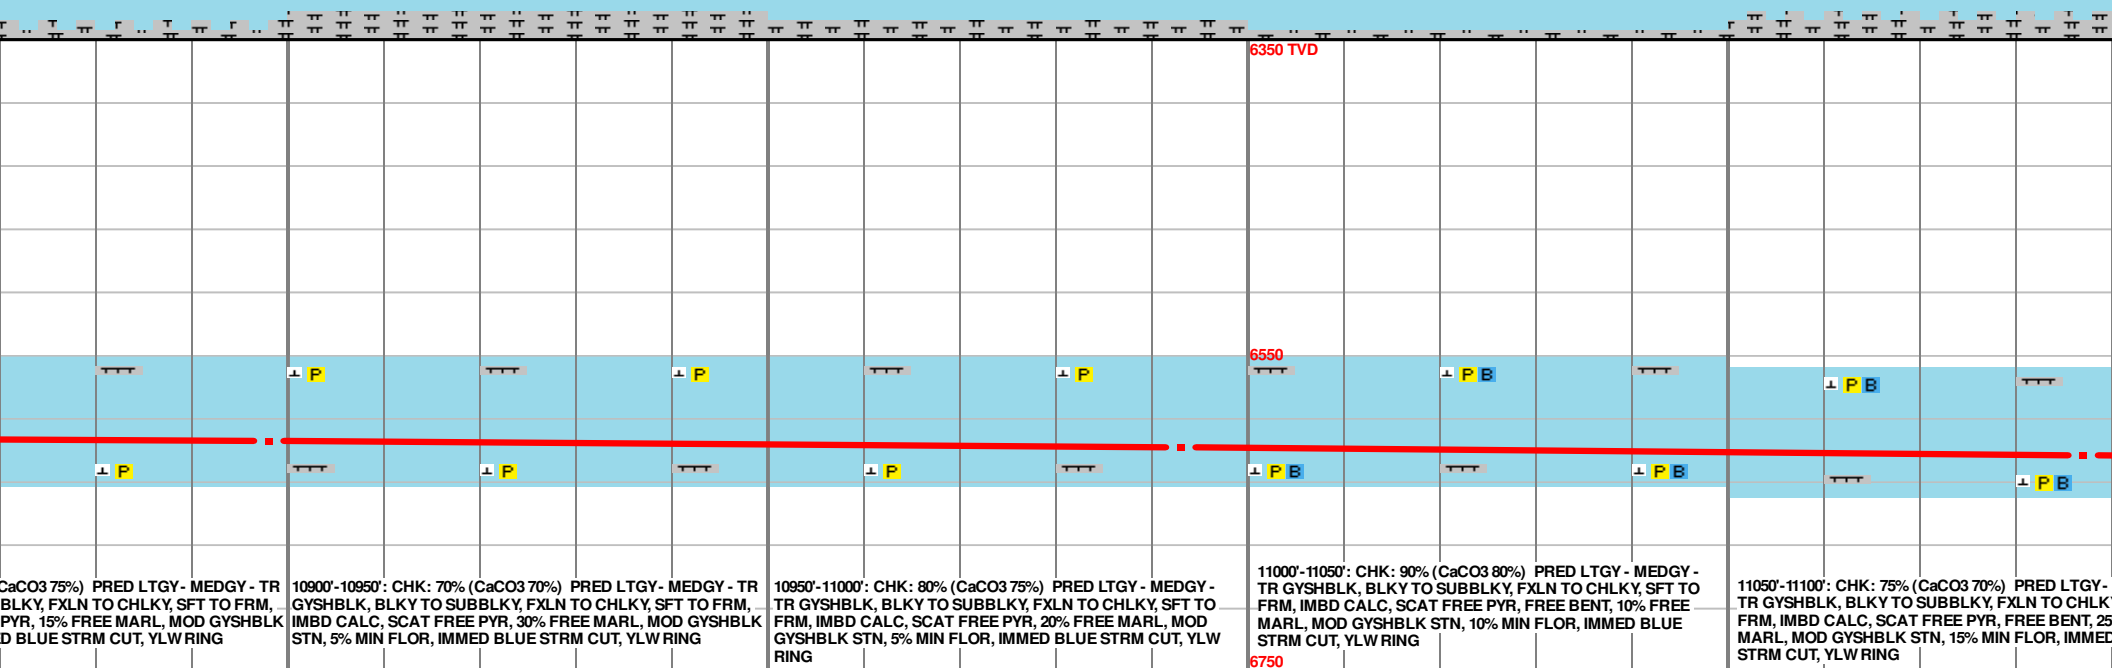 6350 TVD
6550
P
P
P
P B
P B
P
P
P
P B
P B
P B
CaCO3 75%) PRED LTGY - MEDGY - TR
BLKY, FXLN TO CHLKY, SFT TO FRM,
PYR, 15% FREE MARL, MOD GYSHBLK
D BLUE STRM CUT, YLW RING
10900'-10950': CHK: 70% (CaCO3 70%) PRED LTGY - MEDGY - TR
GYSHBLK, BLKY TO SUBBLKY, FXLN TO CHLKY, SFT TO FRM,
IMBD CALC, SCAT FREE PYR, 30% FREE MARL, MOD GYSHBLK
STN, 5% MIN FLOR, IMMED BLUE STRM CUT, YLW RING
10950'-11000': CHK: 80% (CaCO3 75%) PRED LTGY - MEDGY -
TR GYSHBLK, BLKY TO SUBBLKY, FXLN TO CHLKY, SFT TO
FRM, IMBD CALC, SCAT FREE PYR, 20% FREE MARL, MOD
GYSHBLK STN, 5% MIN FLOR, IMMED BLUE STRM CUT, YLW
RING
11000'-11050': CHK: 90% (CaCO3 80%) PRED LTGY - MEDGY -
TR GYSHBLK, BLKY TO SUBBLKY, FXLN TO CHLKY, SFT TO
FRM, IMBD CALC, SCAT FREE PYR, FREE BENT, 10% FREE
MARL, MOD GYSHBLK STN, 10% MIN FLOR, IMMED BLUE
STRM CUT, YLW RING
11050'-11100': CHK: 75% (CaCO3 70%) PRED LTGY -
TR GYSHBLK, BLKY TO SUBBLKY, FXLN TO CHLK
FRM, IMBD CALC, SCAT FREE PYR, FREE BENT, 25
MARL, MOD GYSHBLK STN, 15% MIN FLOR, IMMED
STRM CUT, YLW RING
6750